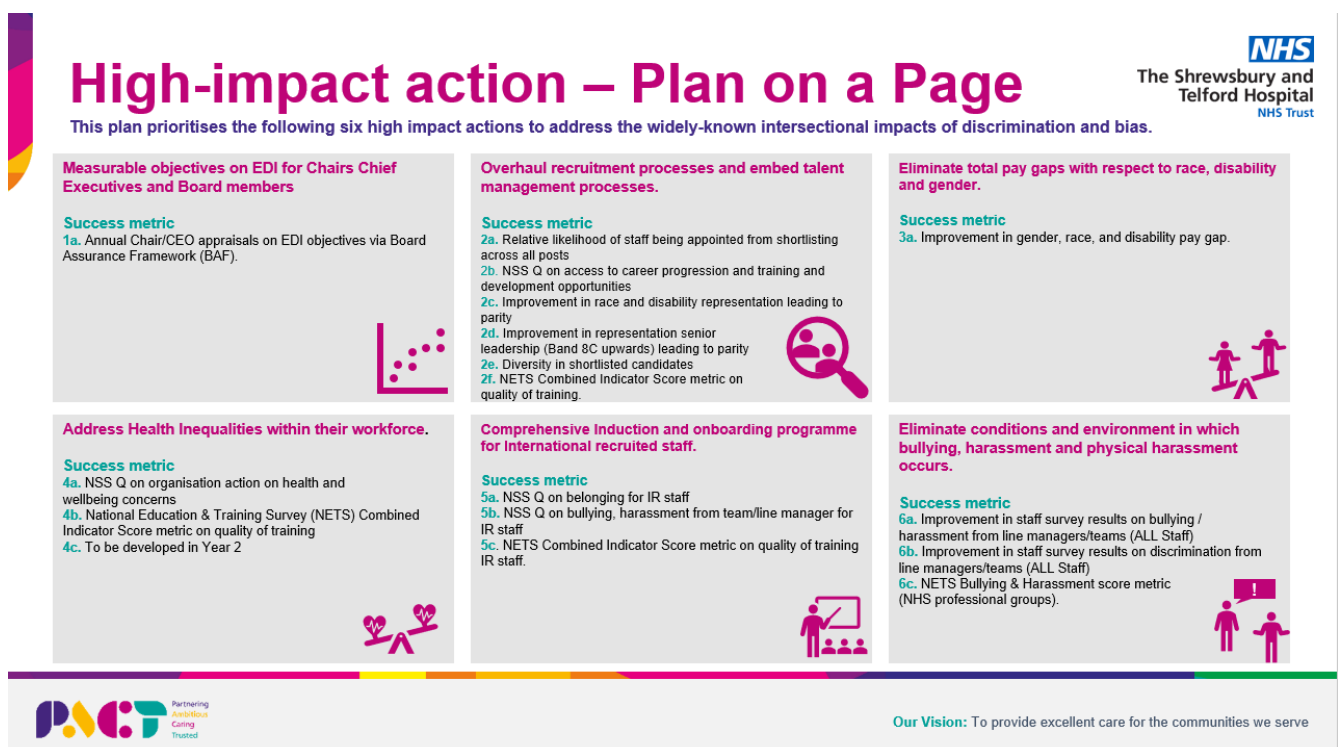 High-impact action – Plan on a Page
NHS
The Shrewsbury and
Telford Hospital
NHS Trust
This plan prioritises the following six high impact actions to address the widely-known intersectional impacts of discrimination and bias.
Measurable objectives on EDI for Chairs Chief
Executives and Board members
Success metric
1a. Annual Chair/CEO appraisals on EDI objectives via Board
Assurance Framework (BAF).
Overhaul recruitment processes and embed talent
management processes.
Success metric
2a. Relative likelihood of staff being appointed from shortlisting
across all posts
2b. NSS Q on access to career progression and training and
development opportunities
2c. Improvement in race and disability representation leading to
parity
2d. Improvement in representation senior
leadership (Band 8C upwards) leading to parity
2e. Diversity in shortlisted candidates
2f. NETS Combined Indicator Score metric on
quality of training.
Eliminate total pay gaps with respect to race, disability
and gender.
Success metric
3a. Improvement in gender, race, and disability pay gap.
Address Health Inequalities within their workforce.
Success metric
4a. NSS Q on organisation action on health and
wellbeing concerns
4b. National Education & Training Survey (NETS) Combined
Indicator Score metric on quality of training
4c. To be developed in Year 2
Comprehensive Induction and onboarding programme
for International recruited staff.
Success metric
5a. NSS Q on belonging for IR staff
5b. NSS Q on bullying, harassment from team/line manager for
IR staff
5c. NETS Combined Indicator Score metric on quality of training
IR staff.
Eliminate conditions and environment in which
bullying, harassment and physical harassment
occurs.
Success metric
6a. Improvement in staff survey results on bullying /
harassment from line managers/teams (ALL Staff)
6b. Improvement in staff survey results on discrimination from
line managers/teams (ALL Staff)
6c. NETS Bullying & Harassment score metric
(NHS professional groups).
!
PACT
Partnering
Ambitious
Caring
Trusted
Our Vision: To provide excellent care for the communities we serve